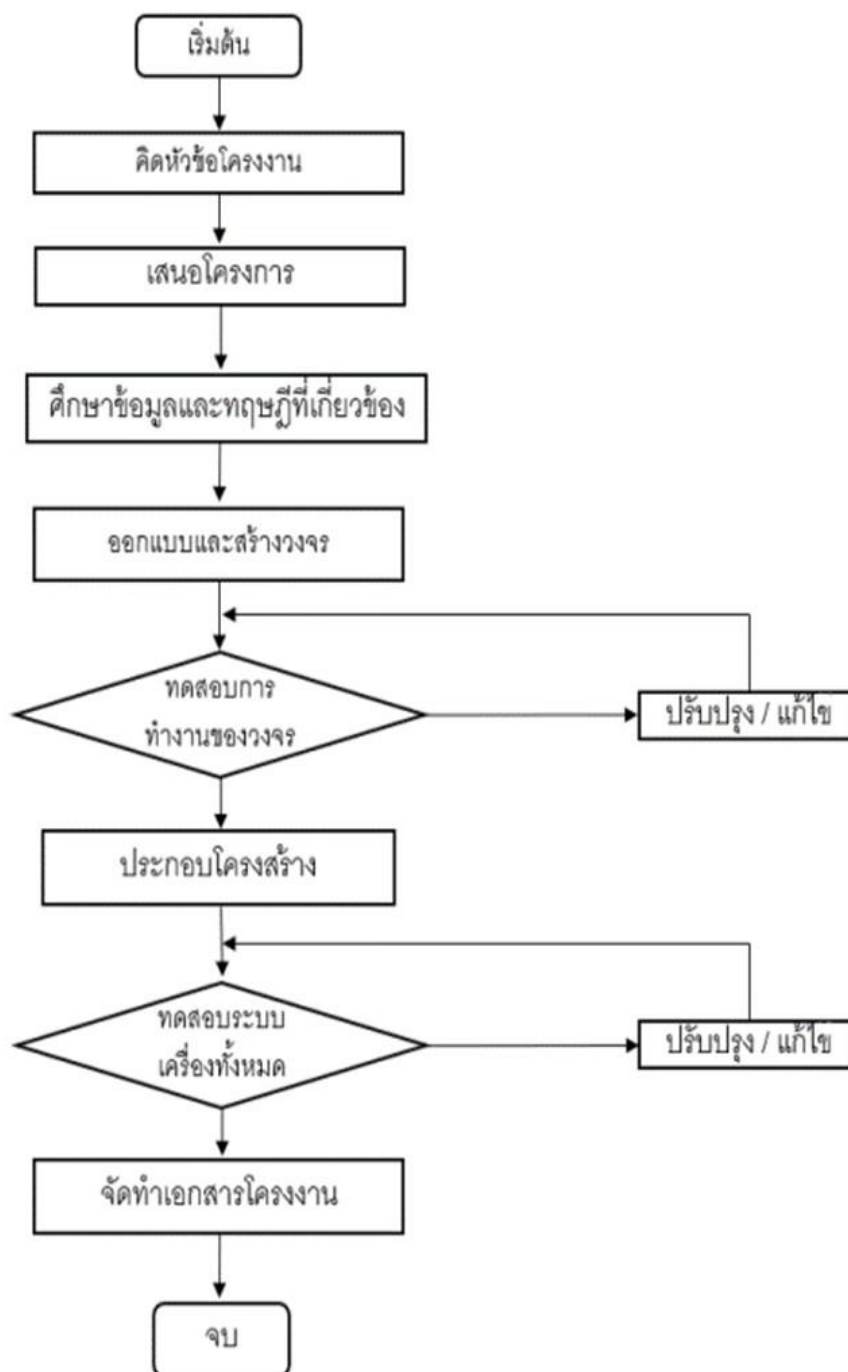 เริ่มต้น
คิดหัวข้อโครงงาน
เสนอโครงการ
ศึกษาข้อมูลและทฤษฎีที่เกี่ยวข้อง
ออกแบบและสร้างวงจร
ทดสอบการ
ทำงานของวงจร
ปรับปรุง / แก้ไข
ประกอบโครงสร้าง
ทดสอบระบบ
เครื่องทั้งหมด
ปรับปรุง / แก้ไข
จัดทำเอกสารโครงงาน
จบ